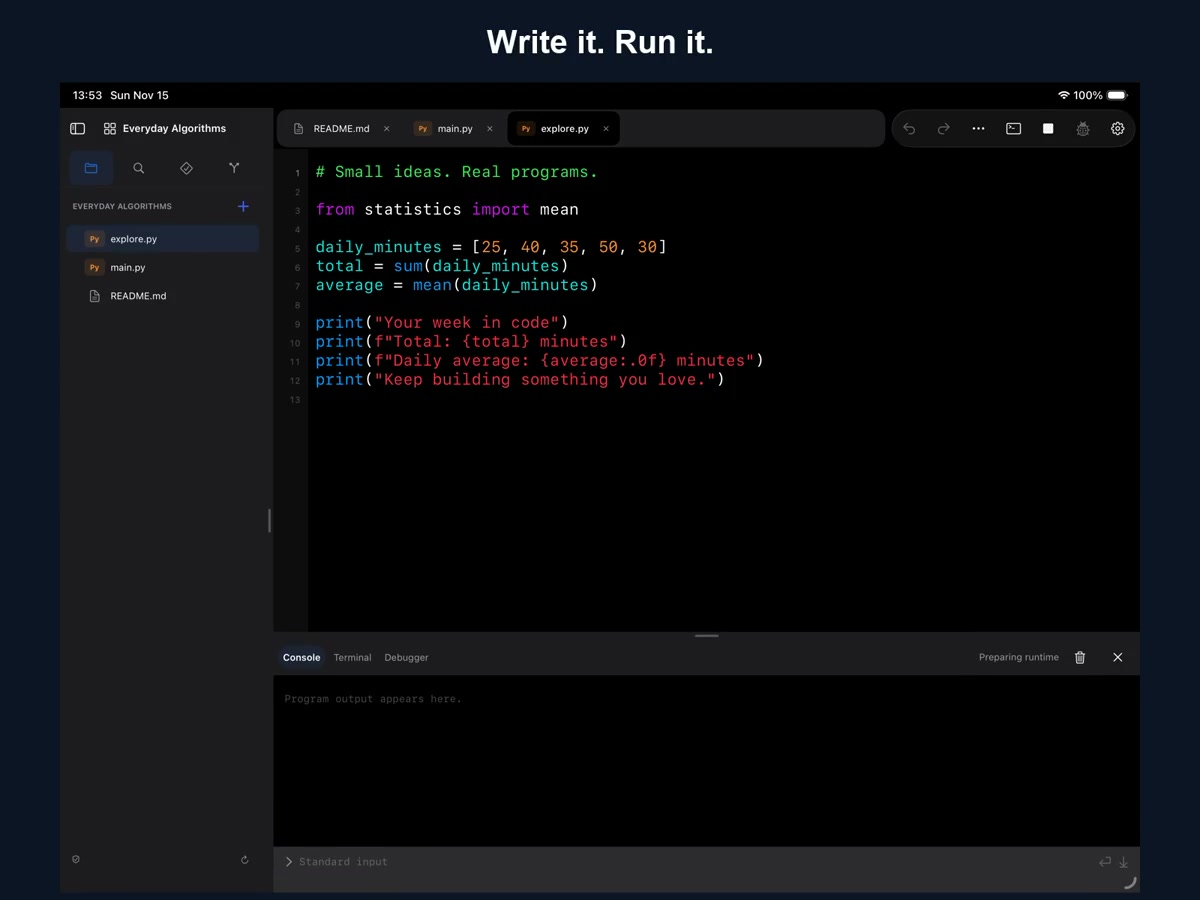 Write it. Run it.
13:53 Sun Nov 15
100%
Everyday Algorithms
README.md
main.py
explore.py
EVERYDAY ALGORITHMS
Py explore.py
Py main.py
README.md
1 # Small ideas. Real programs.
2
3 from statistics import mean
4
5 daily_minutes = [25, 40, 35, 50, 30]
6 total = sum(daily_minutes)
7 average = mean(daily_minutes)
8
9 print("Your week in code")
10 print(f"Total: {total} minutes")
11 print(f"Daily average: {average:.0f} minutes")
12 print("Keep building something you love.")
13
Console Terminal Debugger
Preparing runtime
Program output appears here.
Standard input